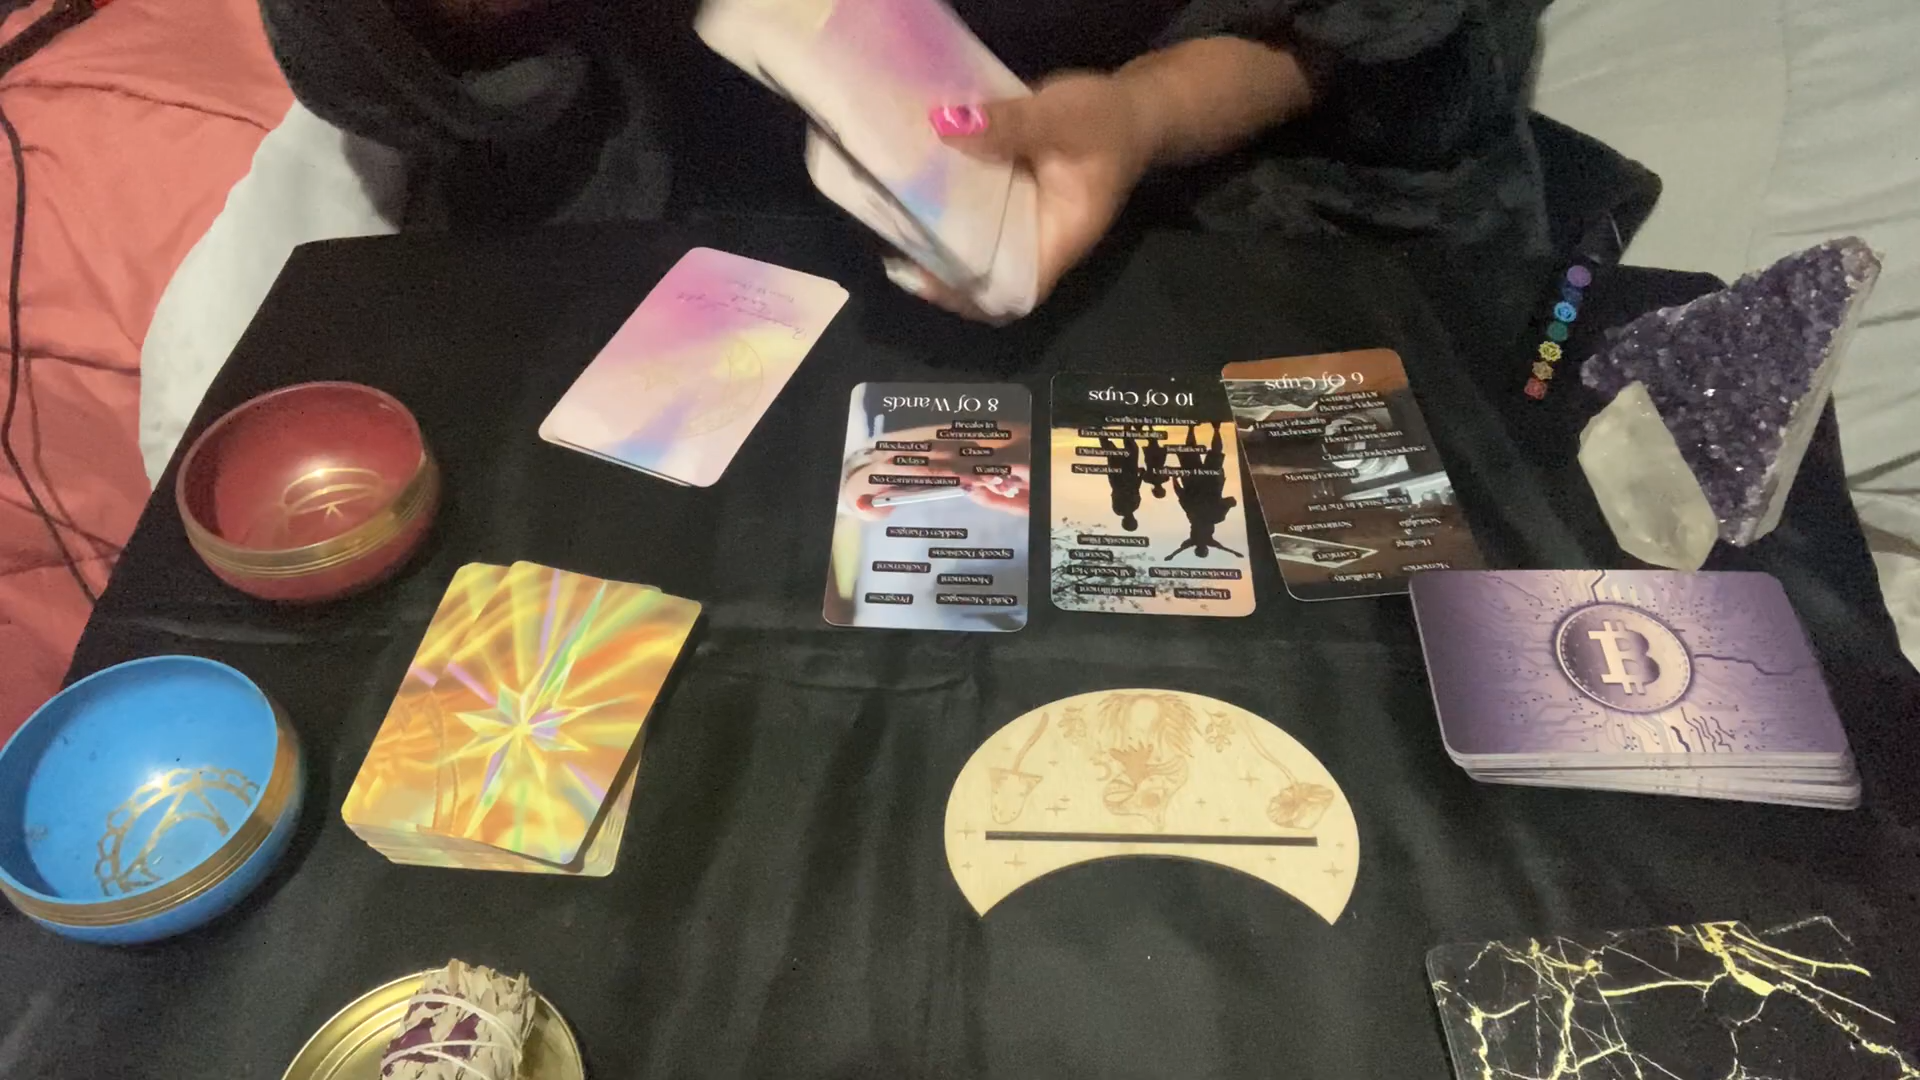 8 Of Wands
Breaks In
Communication
Blocked Off
Chaos
Delays
Waiting
No Communication
Sudden Changes
Speedy Decisions
Excitement
Movement
Progress
Quick Messages
10 Of Cups
Conflicts In The Home
Emotional Instability
Disharmony
Isolation
Separation
Unhappy Home
Domestic Bliss
Security
All Needs Met
Emotional Stability
Wish Fulfillment
Happiness
6 Of Cups
Getting Rid Of
Pictures/Videos
Losing Unhealthy
Attachments
Leaving
Home/Hometown
Choosing Independence
Moving Forward
Being Stuck In The Past
Sentimentality
Nostalgia
&
Healing
Comfort
Memories
Familiarity